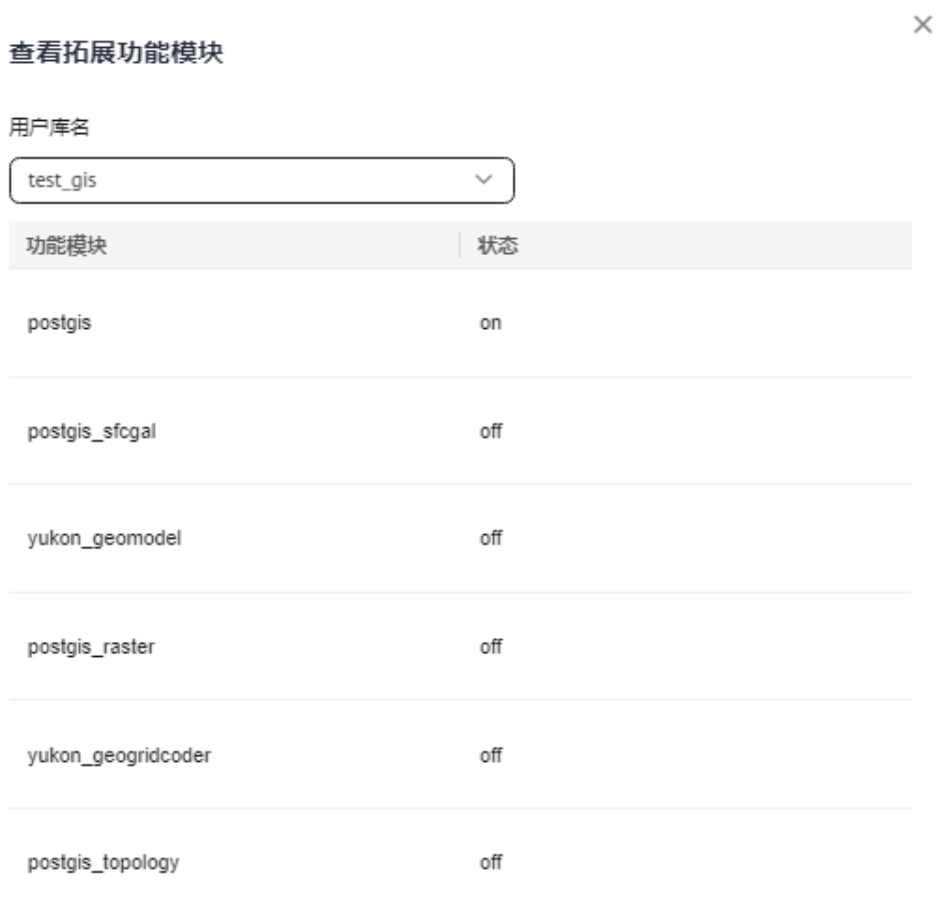 查看拓展功能模块
用户库名
test_gis
功能模块 状态
postgis on
postgis_sfcgal off
yukon_geomodel off
postgis_raster off
yukon_geogridcoder off
postgis_topology off